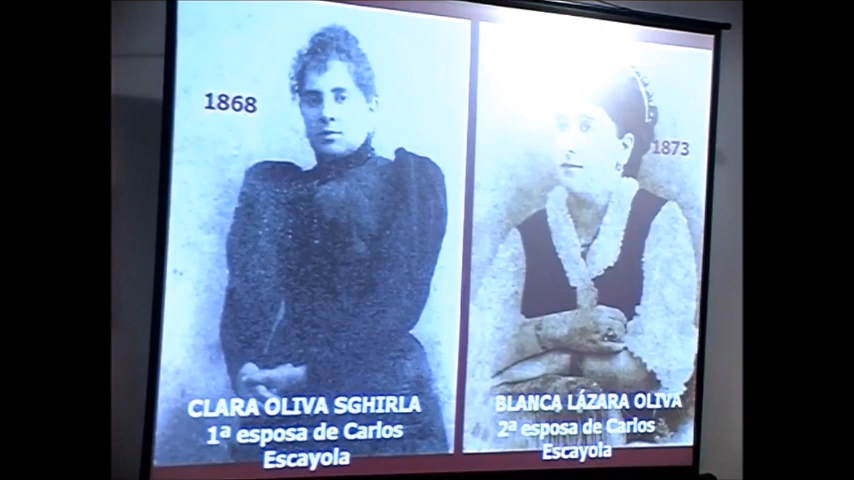 1868
CLARA OLIVA SGHIRLA
1ª esposa de Carlos
Escayola
1873
BLANCA LÁZARA OLIVA
2ª esposa de Carlos
Escayola